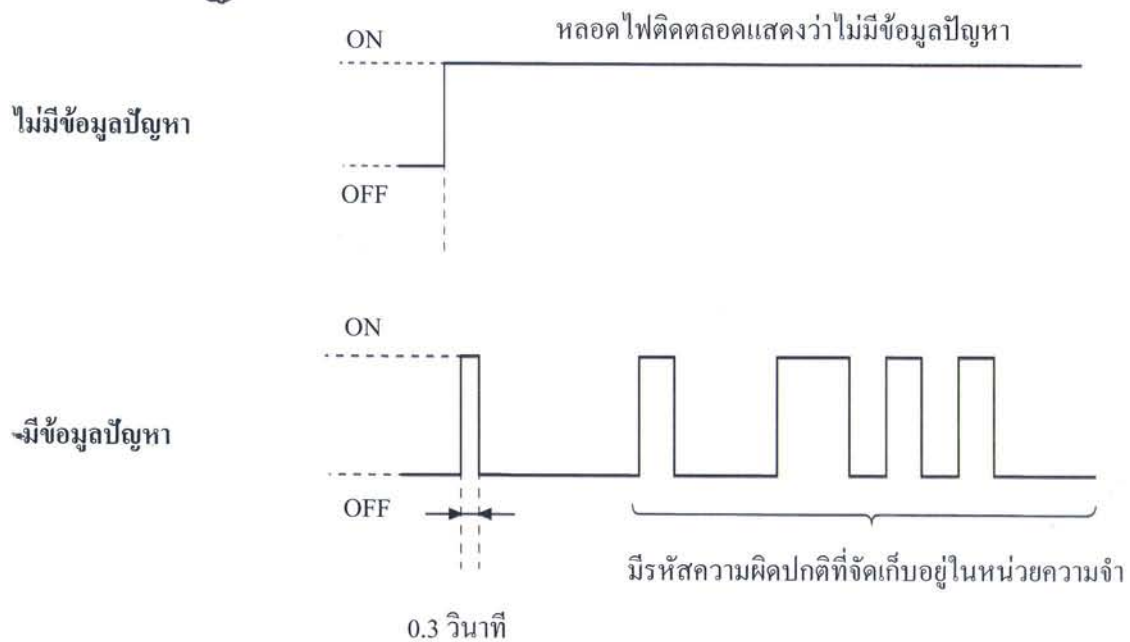 ON
หลอดไฟติดตลอดแสดงว่าไม่มีข้อมูลปัญหา
ไม่มีข้อมูลปัญหา
OFF
ON
มีข้อมูลปัญหา
OFF
มีรหัสความผิดปกติที่จัดเก็บอยู่ในหน่วยความจำ
0.3 วินาที